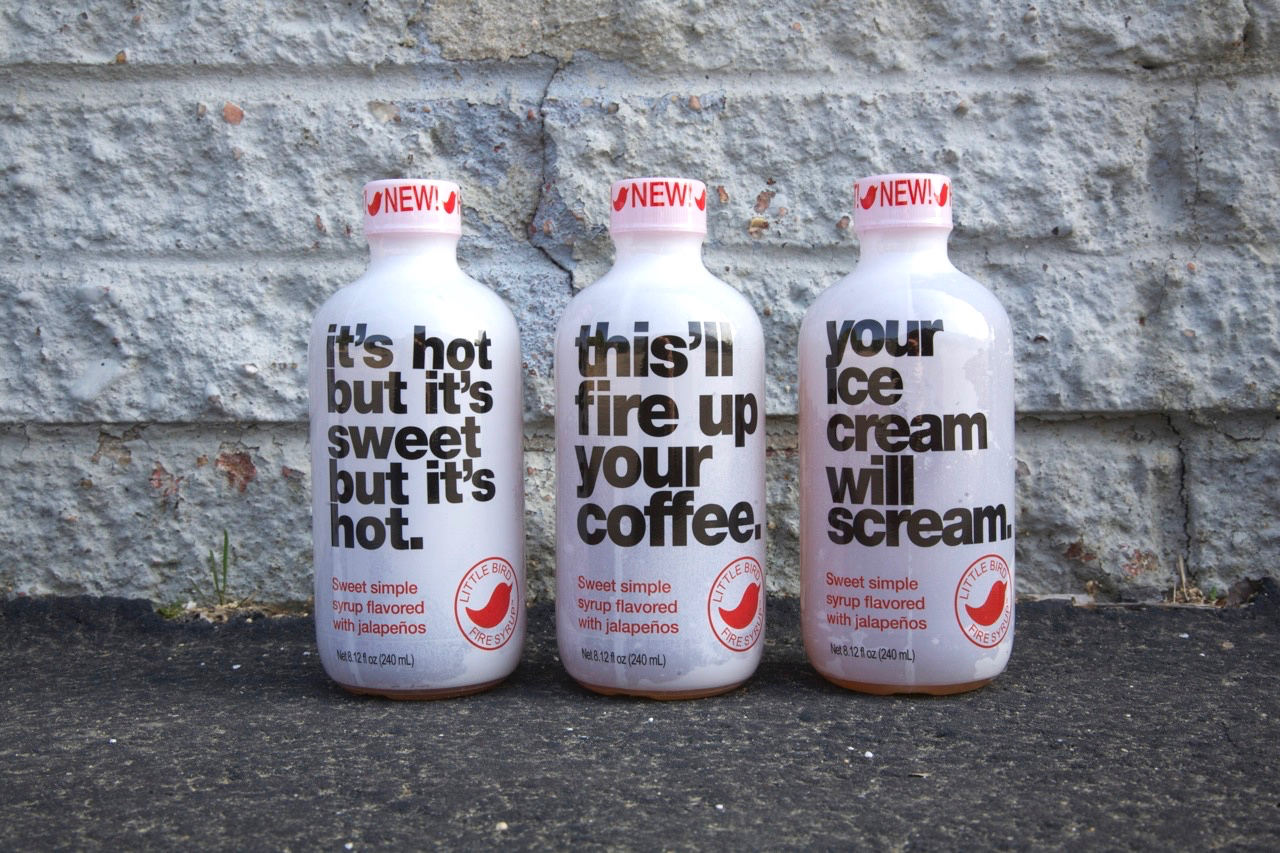 NEW!
it's hot
but it's
sweet
but it's
hot.
Sweet simple
syrup flavored
with jalapeños
LITTLE BIRD
FIRE SYRUP
Net 8.12 fl oz (240 mL)
NEW!
this'll
fire up
your
coffee.
Sweet simple
syrup flavored
with jalapeños
LITTLE BIRD
FIRE SYRUP
Net 8.12 fl oz (240 mL)
NEW!
your
ice
cream
will
scream.
Sweet simple
syrup flavored
with jalapeños
LITTLE BIRD
FIRE SYRUP
Net 8.12 fl oz (240 mL)